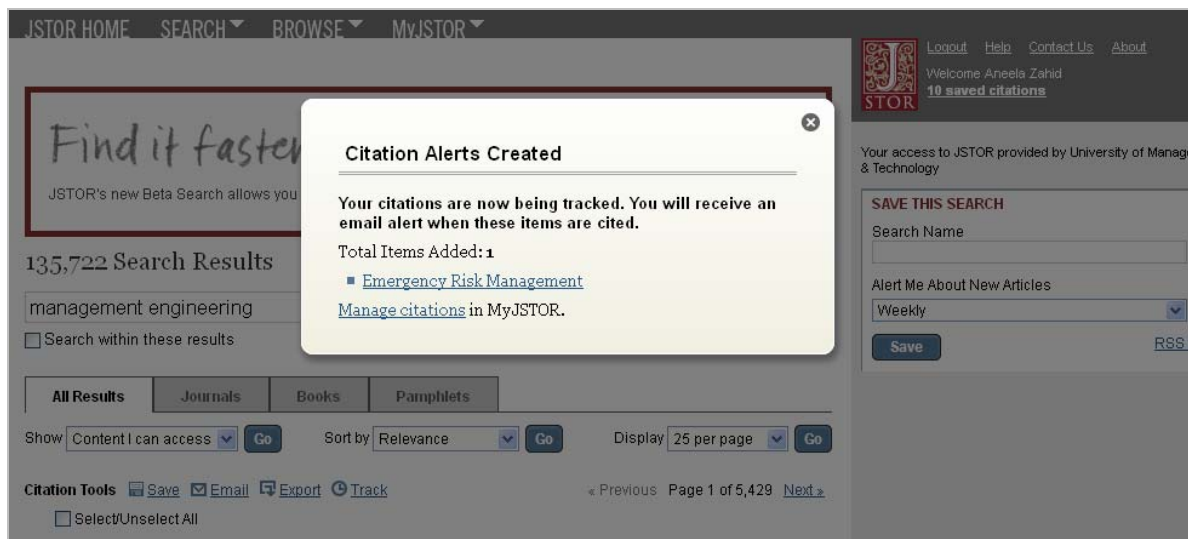 JSTOR HOME SEARCH BROWSE MyJSTOR
Logout Help Contact Us About
Welcome Aneela Zahid
10 saved citations
JSTOR
Find it faster
JSTOR's new Beta Search allows you
Your access to JSTOR provided by University of
& Technology
Citation Alerts Created
Your citations are now being tracked. You will receive an
email alert when these items are cited.
Total Items Added: 1
Emergency Risk Management
Manage citations in MyJSTOR.
135,722 Search Results
management engineering
Search within these results
SAVE THIS SEARCH
Search Name
Alert Me About New Articles
Weekly
Save RSS
All Results Journals Books Pamphlets
Show Content I can access Go Sort by Relevance Go Display 25 per page Go
Citation Tools Save Email Export Track « Previous Page 1 of 5,429 Next »
Select/Unselect All